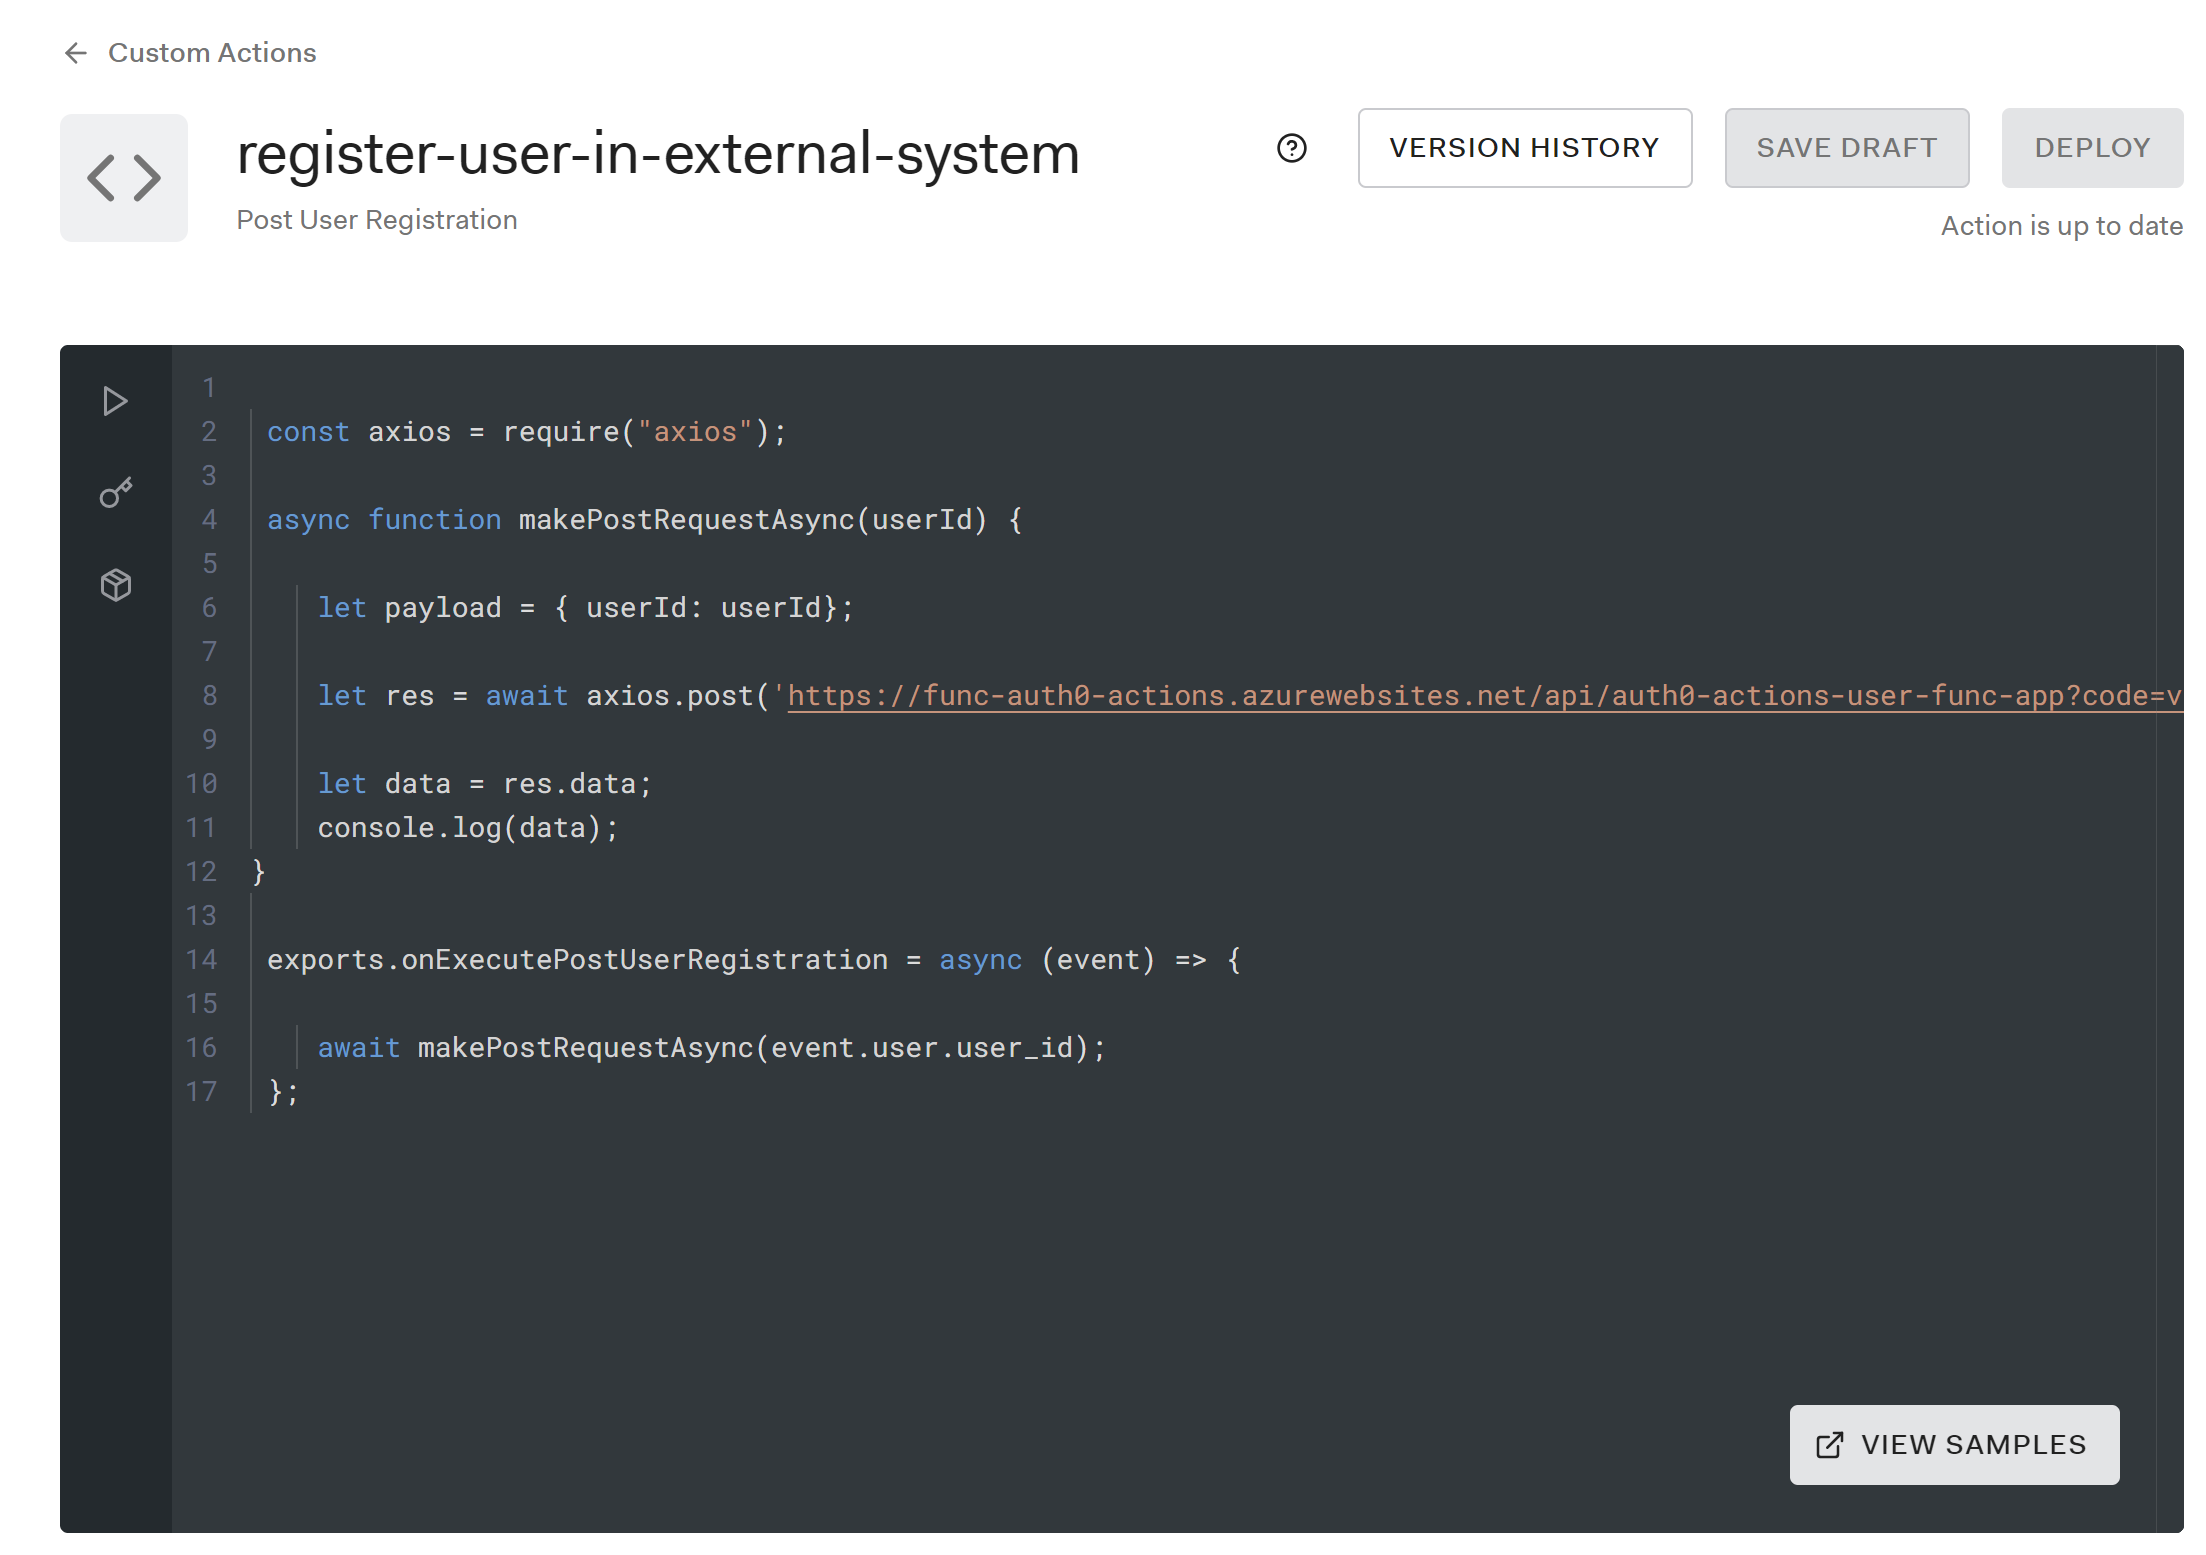 Custom Actions
register-user-in-external-system
Post User Registration
VERSION HISTORY
SAVE DRAFT
DEPLOY
Action is up to date
1
2 const axios = require("axios");
3
4 async function makePostRequestAsync(userId) {
5
6 let payload = { userId: userId};
7
8 let res = await axios.post('https://func-auth0-actions.azurewebsites.net/api/auth0-actions-user-func-app?code=v
9
10 let data = res.data;
11 console.log(data);
12 }
13
14 exports.onExecutePostUserRegistration = async (event) => {
15
16 await makePostRequestAsync(event.user.user_id);
17 };
VIEW SAMPLES